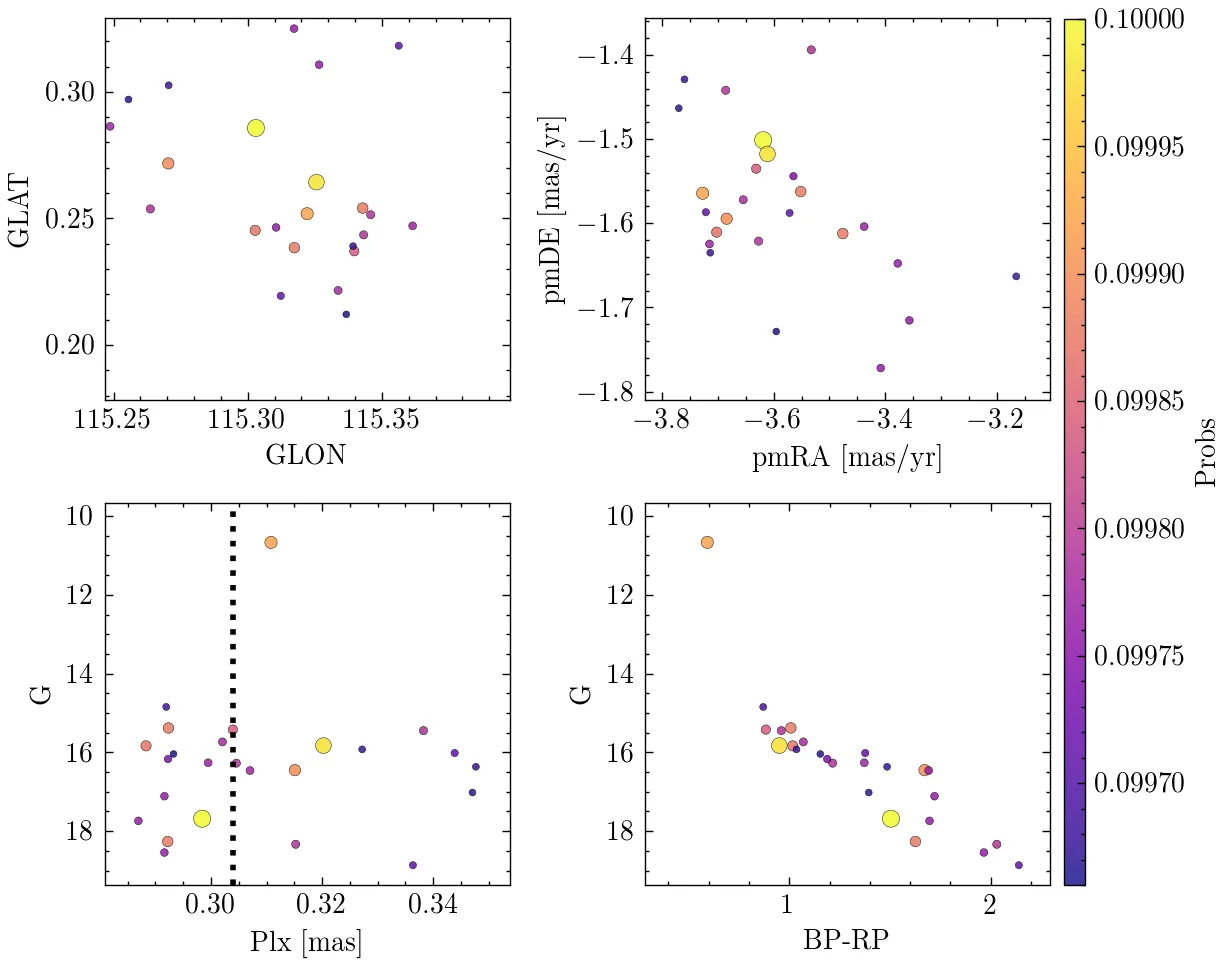 0.30
0.25
0.20
GLAT
115.25 115.30 115.35
GLON
−1.4
−1.5
−1.6
−1.7
−1.8
pmDE [mas/yr]
−3.8 −3.6 −3.4 −3.2
pmRA [mas/yr]
0.10000
0.09995
0.09990
0.09985
0.09980
0.09975
0.09970
Probs
10
12
14
16
18
G
0.30 0.32 0.34
Plx [mas]
10
12
14
16
18
G
1 2
BP-RP